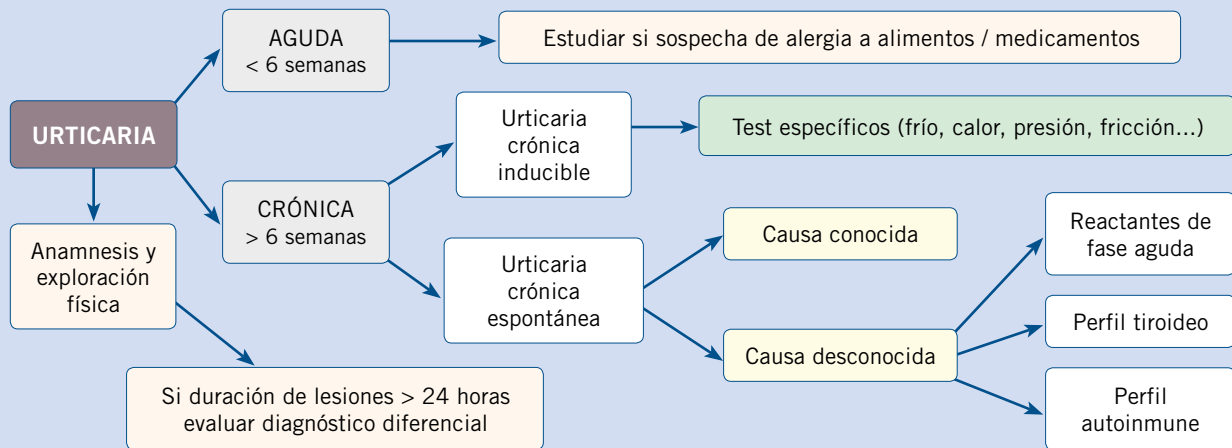 URTICARIA
AGUDA
< 6 semanas
Estudiar si sospecha de alergia a alimentos / medicamentos
CRÓNICA
> 6 semanas
Urticaria
crónica
inducible
Test específicos (frío, calor, presión, fricción...)
Urticaria
crónica
espontánea
Causa conocida
Causa desconocida
Reactantes de
fase aguda
Perfil tiroideo
Perfil
autoinmune
Anamnesis y
exploración
física
Si duración de lesiones > 24 horas
evaluar diagnóstico diferencial